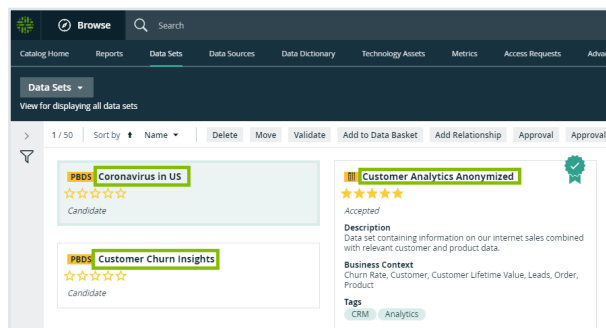 Browse
Search
Catalog Home Reports Data Sets Data Sources Data Dictionary Technology Assets Metrics Access Requests
Data Sets
View for displaying all data sets
1 / 50 Sort by Name Delete Move Validate Add to Data Basket Add Relationship Approval Approval
PBDS Coronavirus in US
Candidate
PBDS Customer Churn Insights
Candidate
Customer Analytics Anonymized
Accepted
Description
Data set containing information on our internet sales combined
with relevant customer and product data.
Business Context
Churn Rate, Customer, Customer Lifetime Value, Leads, Order,
Product
Tags
CRM Analytics